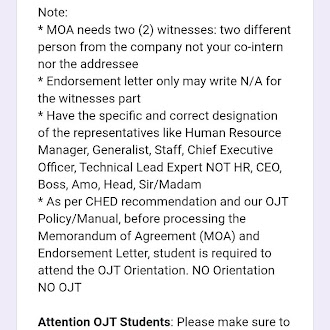 Note:
* MOA needs two (2) witnesses: two different
person from the company not your co-intern
nor the addressee
* Endorsement letter only may write N/A for
the witnesses part
* Have the specific and correct designation
of the representatives like Human Resource
Manager, Generalist, Staff, Chief Executive
Officer, Technical Lead Expert NOT HR, CEO,
Boss, Amo, Head, Sir/Madam
* As per CHED recommendation and our OJT
Policy/Manual, before processing the
Memorandum of Agreement (MOA) and
Endorsement Letter, student is required to
attend the OJT Orientation. NO Orientation
NO OJT
Attention OJT Students: Please make sure to